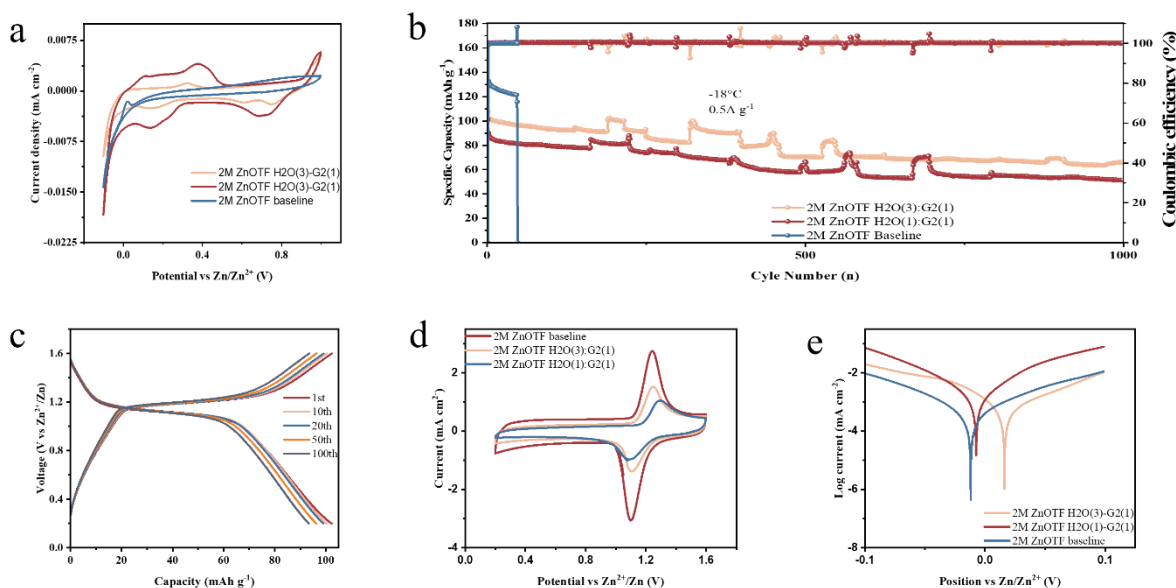 a
0.0075
0.0000
-0.0075
-0.0150
-0.0225
Current density (mA cm⁻²)
2M ZnOTF H2O(3)-G2(1)
2M ZnOTF H2O(3)-G2(1)
2M ZnOTF baseline
0.0 0.4 0.8
Potential vs Zn/Zn²⁺ (V)
b
180
160
140
120
100
80
60
40
20
0
Specific Capacity (mAh g⁻¹)
-18°C
0.5A g⁻¹
2M ZnOTF H2O(3):G2(1)
2M ZnOTF H2O(1):G2(1)
2M ZnOTF Baseline
100
80
60
40
20
0
Coulombic efficiency (%)
0 500 1000
Cyle Number (n)
c
1.6
1.2
0.8
0.4
0.0
Voltage (V vs Zn²⁺/Zn)
1st
10th
20th
50th
100th
0 20 40 60 80 100
Capacity (mAh g⁻¹)
d
4
2
0
-2
-4
Current (mA cm²)
2M ZnOTF baseline
2M ZnOTF H2O(3):G2(1)
2M ZnOTF H2O(1):G2(1)
0.0 0.4 0.8 1.2 1.6
Potential vs Zn²⁺/Zn (V)
e
-2
-4
-6
-8
Log current (mA cm⁻²)
2M ZnOTF H2O(3)-G2(1)
2M ZnOTF H2O(1)-G2(1)
2M ZnOTF baseline
-0.1 0.0 0.1
Position vs Zn/Zn²⁺ (V)